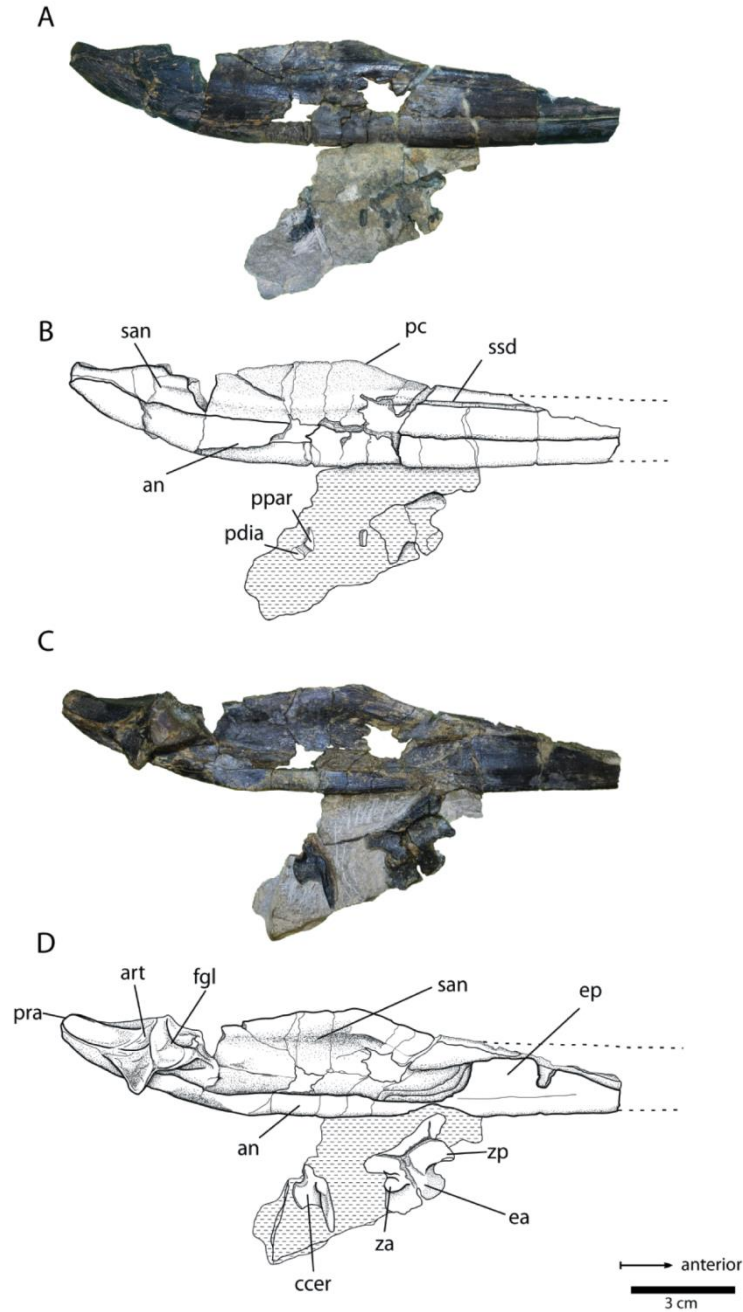 A
B
san
pc
ssd
an
ppar
pdia
C
D
art
fgl
san
ep
pra
an
zp
ea
za
ccer
anterior
3 cm